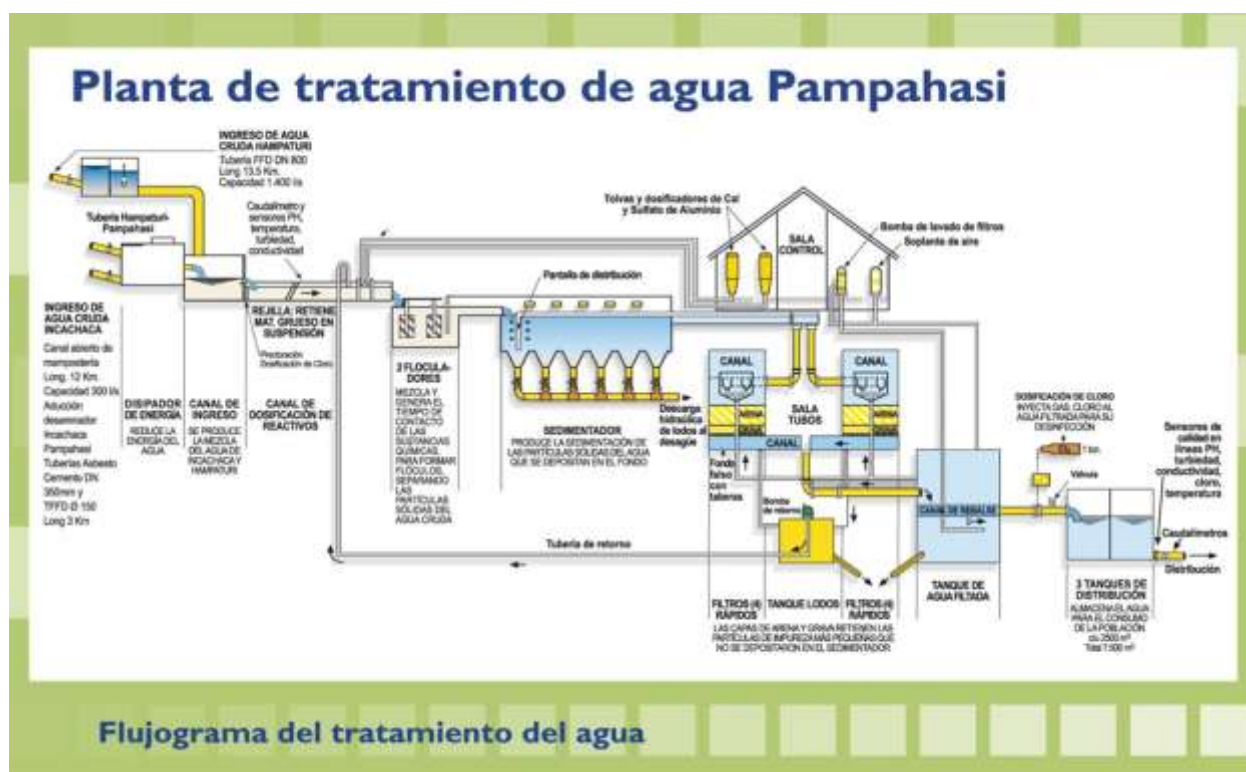 Planta de tratamiento de agua Pampahasi
INGRESO DE AGUA
CRUDA HAMPATURI
Tubería FFD DN 800
Long. 13,5 Km.
Capacidad 1.400 l/s
Tubería Hampaturi-
Pampahasi
Caudalímetro y
sensores PH,
temperatura,
turbiedad,
conductividad
INGRESO DE
AGUA CRUDA
INCACHACA
Canal abierto de
mampostería
Long. 12 Km.
Capacidad 300 l/s
Aducción
desarenador
Incachaca
Pampahasi
Tuberías Asbesto
Cemento DN
350mm y
TFFD Ø 150
Long 3 Km
DISIPADOR
DE ENERGÍA
REDUCE LA
ENERGÍA DEL
AGUA
CANAL DE
INGRESO
SE PRODUCE
LA MEZCLA
DEL AGUA DE
INCACHACA Y
HAMPATURI
REJILLA: RETIENE
MAT. GRUESO EN
SUSPENSIÓN
Precloración
Dosificación de Cloro
CANAL DE
DOSIFICACIÓN DE
REACTIVOS
2 FLOCULA-
DORES
MEZCLA Y
GENERA EL
TIEMPO DE
CONTACTO
DE LAS
SUSTANCIAS
QUÍMICAS,
PARA FORMAR
FLÓCULOS,
SEPARANDO
LAS
PARTÍCULAS
SÓLIDAS DEL
AGUA CRUDA
Pantalla de distribución
SEDIMENTADOR
PRODUCE LA SEDIMENTACIÓN DE
LAS PARTÍCULAS SÓLIDAS DEL AGUA
QUE SE DEPOSITAN EN EL FONDO
Descarga
hidráulica
de lodos al
desagüe
Tolvas y dosificadores de Cal
y Sulfato de Aluminio
SALA
CONTROL
Bomba de lavado de filtros
Soplante de aire
CANAL
CANAL
ARENA
GRAVA
SALA
TUBOS
ARENA
GRAVA
CANAL
Fondo
falso con
toberas
Bomba
de retorno
Tubería de retorno
FILTROS (4)
RÁPIDOS
TANQUE LODOS
FILTROS (4)
RÁPIDOS
LAS CAPAS DE ARENA Y GRAVA RETIENEN LAS
PARTÍCULAS DE IMPUREZA MÁS PEQUEÑAS QUE
NO SE DEPOSITARON EN EL SEDIMENTADOR
CANAL DE REBALSE
TANQUE DE
AGUA FILTADA
DOSIFICACIÓN DE CLORO
INYECTA GAS, CLORO AL
AGUA FILTRADA PARA SU
DESINFECCIÓN
1 ton.
Válvula
Sensores de
calidad en
líneas PH,
turbiedad,
conductividad,
cloro,
temperatura
Caudalímetros
Distribución
3 TANQUES DE
DISTRIBUCIÓN
ALMACENA EL AGUA
PARA EL CONSUMO
DE LA POBLACIÓN
c/u 2500 m³
Total 7.500 m³
Flujograma del tratamiento del agua